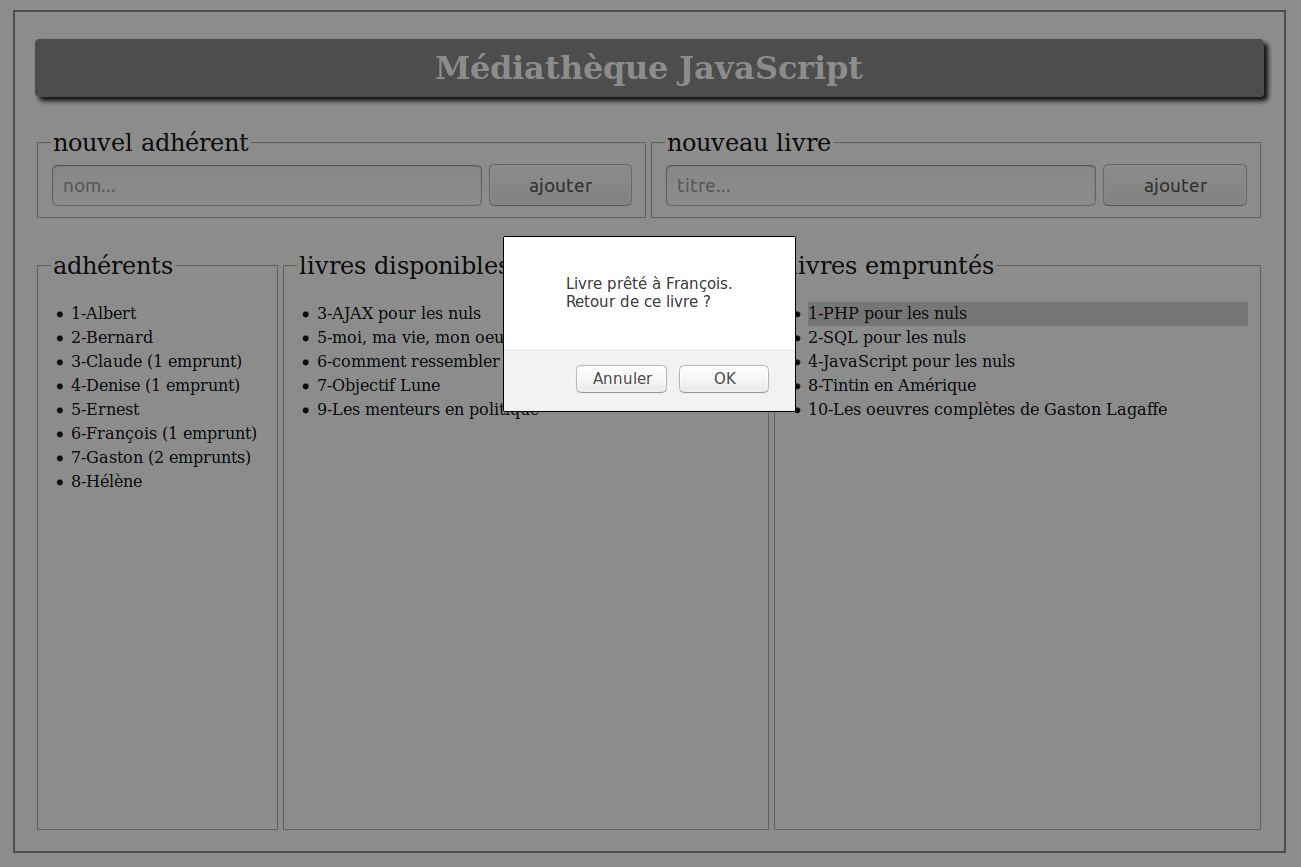 Médiathèque JavaScript
nouvel adhérent
nom...
ajouter
nouveau livre
titre...
ajouter
adhérents
1-Albert
2-Bernard
3-Claude (1 emprunt)
4-Denise (1 emprunt)
5-Ernest
6-François (1 emprunt)
7-Gaston (2 emprunts)
8-Hélène
livres disponibles
3-AJAX pour les nuls
5-moi, ma vie, mon
6-comment ressembler
7-Objectif Lune
9-Les menteurs en politique
Livre prêté à François.
Retour de ce livre ?
Annuler
OK
livres empruntés
1-PHP pour les nuls
2-SQL pour les nuls
4-JavaScript pour les nuls
8-Tintin en Amérique
10-Les oeuvres complètes de Gaston Lagaffe